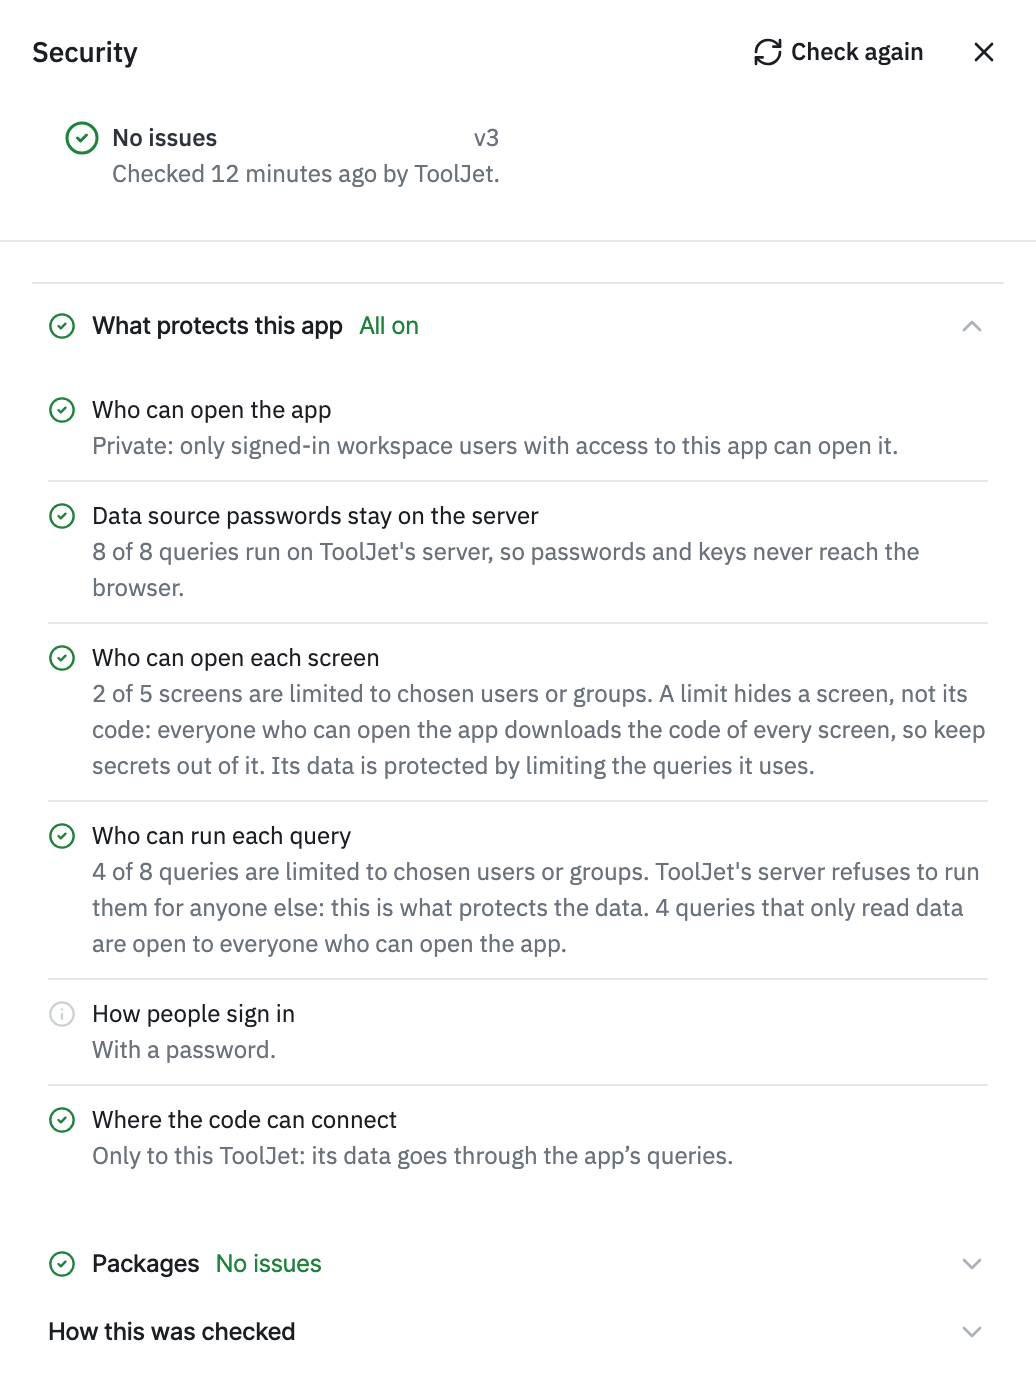 Security
Check again
No issues
v3
Checked 12 minutes ago by ToolJet.
What protects this app All on
Who can open the app
Private: only signed-in workspace users with access to this app can open it.
Data source passwords stay on the server
8 of 8 queries run on ToolJet's server, so passwords and keys never reach the
browser.
Who can open each screen
2 of 5 screens are limited to chosen users or groups. A limit hides a screen, not its
code: everyone who can open the app downloads the code of every screen, so keep
secrets out of it. Its data is protected by limiting the queries it uses.
Who can run each query
4 of 8 queries are limited to chosen users or groups. ToolJet's server refuses to run
them for anyone else: this is what protects the data. 4 queries that only read data
are open to everyone who can open the app.
How people sign in
With a password.
Where the code can connect
Only to this ToolJet: its data goes through the app’s queries.
Packages No issues
How this was checked